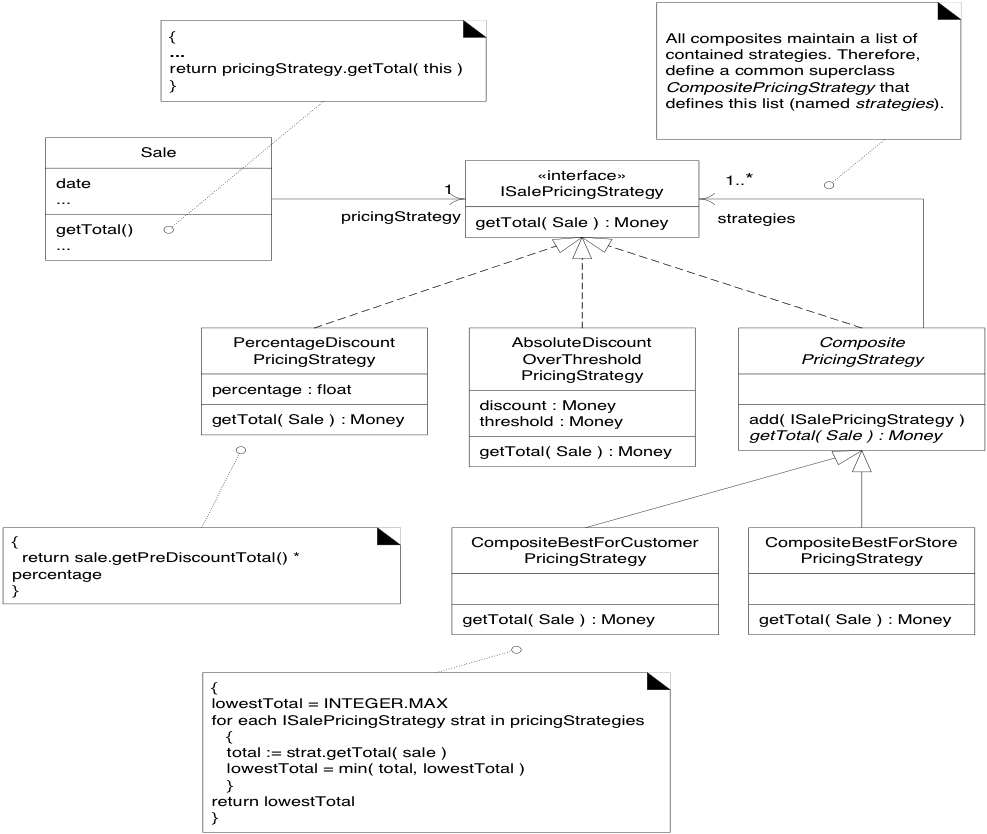 {
...
return pricingStrategy.getTotal( this )
}
All composites maintain a list of
contained strategies. Therefore,
define a common superclass
CompositePricingStrategy that
defines this list (named strategies).
Sale
date
...
getTotal()
...
1
pricingStrategy
«interface»
ISalePricingStrategy
getTotal( Sale ) : Money
1..*
strategies
PercentageDiscount
PricingStrategy
percentage : float
getTotal( Sale ) : Money
AbsoluteDiscount
OverThreshold
PricingStrategy
discount : Money
threshold : Money
getTotal( Sale ) : Money
Composite
PricingStrategy
add( ISalePricingStrategy )
getTotal( Sale ) : Money
{
return sale.getPreDiscountTotal() *
percentage
}
CompositeBestForCustomer
PricingStrategy
getTotal( Sale ) : Money
CompositeBestForStore
PricingStrategy
getTotal( Sale ) : Money
{
lowestTotal = INTEGER.MAX
for each ISalePricingStrategy strat in pricingStrategies
{
total := strat.getTotal( sale )
lowestTotal = min( total, lowestTotal )
}
return lowestTotal
}